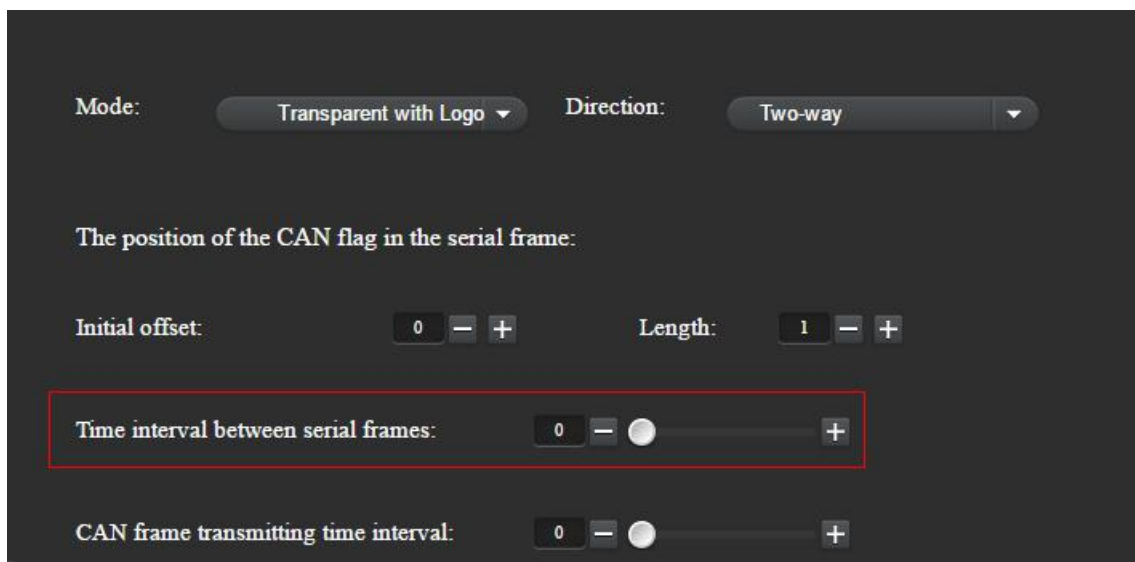 Mode: Transparent with Logo Direction: Two-way
The position of the CAN flag in the serial frame:
Initial offset: 0 Length: 1
Time interval between serial frames: 0
CAN frame transmitting time interval: 0